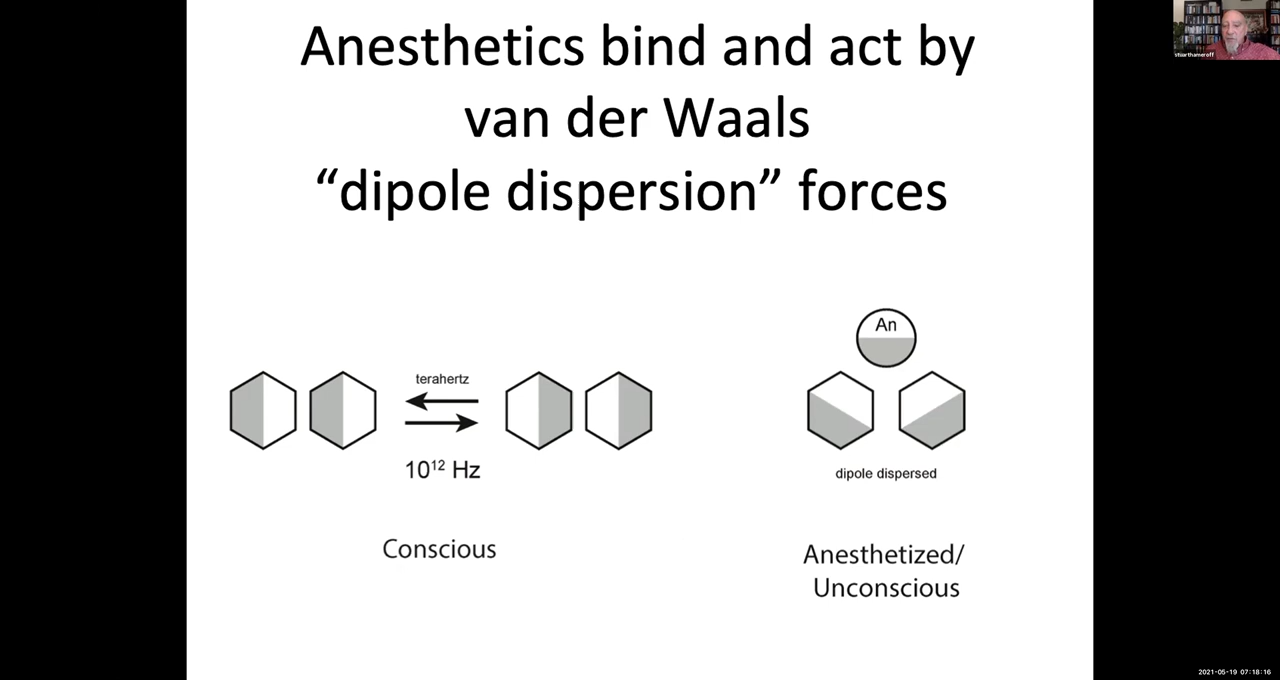 Anesthetics bind and act by
van der Waals
“dipole dispersion” forces
stuarthameroff
An
terahertz
10¹² Hz
dipole dispersed
Conscious
Anesthetized/
Unconscious
2021-05-19 07:18:16